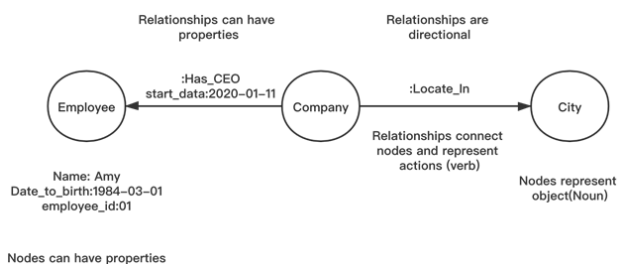 Relationships can have
properties
Relationships are
directional
:Has_CEO
start_data:2020-01-11
:Locate_In
Employee
Company
City
Relationships connect
nodes and represent
actions (verb)
Name: Amy
Date_to_birth:1984-03-01
employee_id:01
Nodes represent
object(Noun)
Nodes can have properties